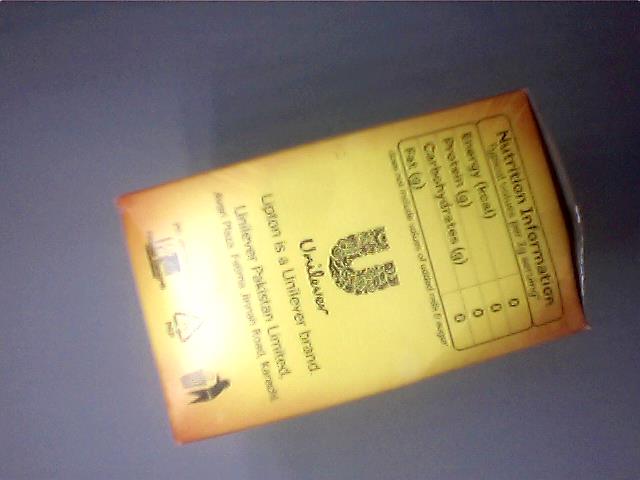 Nutrition Information
Typical values per 1 serving
Energy (kcal) 0
Protein (g) 0
Carbohydrates (g) 0
Fat (g) 0
does not include values of added milk & sugar
Unilever
Lipton is a Unilever brand.
Unilever Pakistan Limited,
Avari Plaza, Fatima Jinnah Road, Karachi